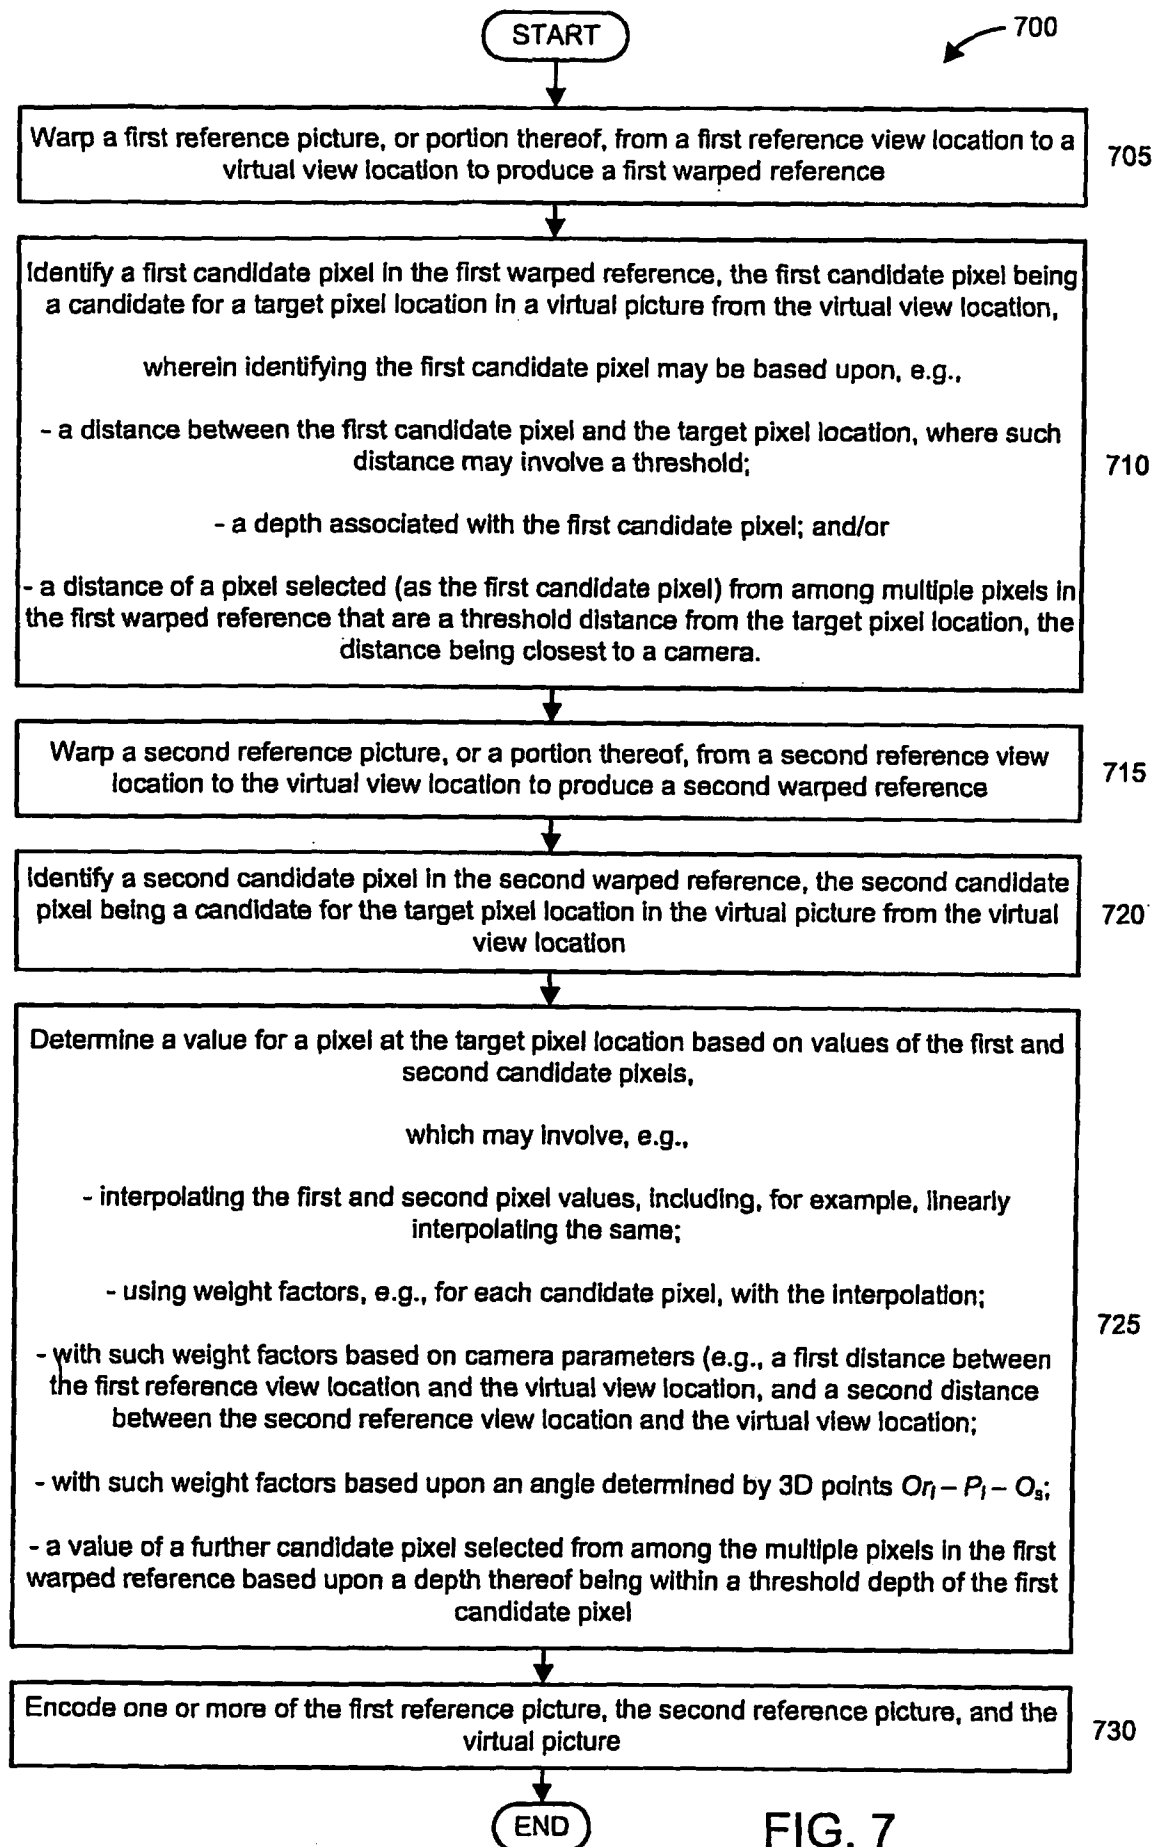 START
700
Warp a first reference picture, or portion thereof, from a first reference view location to a
virtual view location to produce a first warped reference
705
Identify a first candidate pixel in the first warped reference, the first candidate pixel being
a candidate for a target pixel location in a virtual picture from the virtual view location,
wherein identifying the first candidate pixel may be based upon, e.g.,
- a distance between the first candidate pixel and the target pixel location, where such
distance may involve a threshold;
710
- a depth associated with the first candidate pixel; and/or
- a distance of a pixel selected (as the first candidate pixel) from among multiple pixels in
the first warped reference that are a threshold distance from the target pixel location, the
distance being closest to a camera.
Warp a second reference picture, or a portion thereof, from a second reference view
location to the virtual view location to produce a second warped reference
715
Identify a second candidate pixel in the second warped reference, the second candidate
pixel being a candidate for the target pixel location in the virtual picture from the virtual
view location
720
Determine a value for a pixel at the target pixel location based on values of the first and
second candidate pixels,
which may involve, e.g.,
- interpolating the first and second pixel values, including, for example, linearly
interpolating the same;
- using weight factors, e.g., for each candidate pixel, with the interpolation;
725
- with such weight factors based on camera parameters (e.g., a first distance between
the first reference view location and the virtual view location, and a second distance
between the second reference view location and the virtual view location;
- with such weight factors based upon an angle determined by 3D points Orᵢ – Pᵢ – Oₛ;
- a value of a further candidate pixel selected from among the multiple pixels in the first
warped reference based upon a depth thereof being within a threshold depth of the first
candidate pixel
Encode one or more of the first reference picture, the second reference picture, and the
virtual picture
730
END
FIG. 7